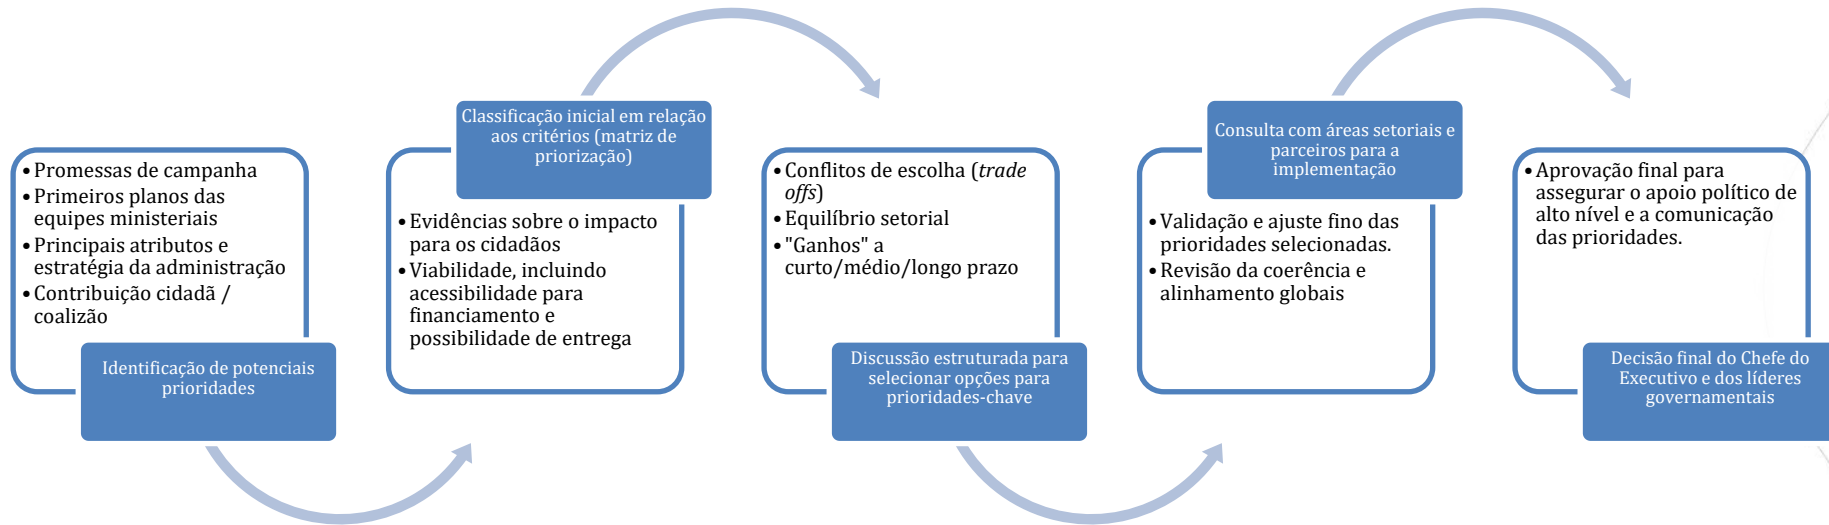 • Promessas de campanha
• Primeiros planos das
equipes ministeriais
• Principais atributos e
estratégia da administração
• Contribuição cidadã /
coalizão
Identificação de potenciais
prioridades
Classificação inicial em relação
aos critérios (matriz de
priorização)
• Evidências sobre o impacto
para os cidadãos
• Viabilidade, incluindo
acessibilidade para
financiamento e
possibilidade de entrega
• Conflitos de escolha (trade
offs)
• Equilíbrio setorial
• "Ganhos" a
curto/médio/longo prazo
Discussão estruturada para
selecionar opções para
prioridades-chave
Consulta com áreas setoriais e
parceiros para a
implementação
• Validação e ajuste fino das
prioridades selecionadas.
• Revisão da coerência e
alinhamento globais
• Aprovação final para
assegurar o apoio político de
alto nível e a comunicação
das prioridades.
Decisão final do Chefe do
Executivo e dos líderes
governamentais